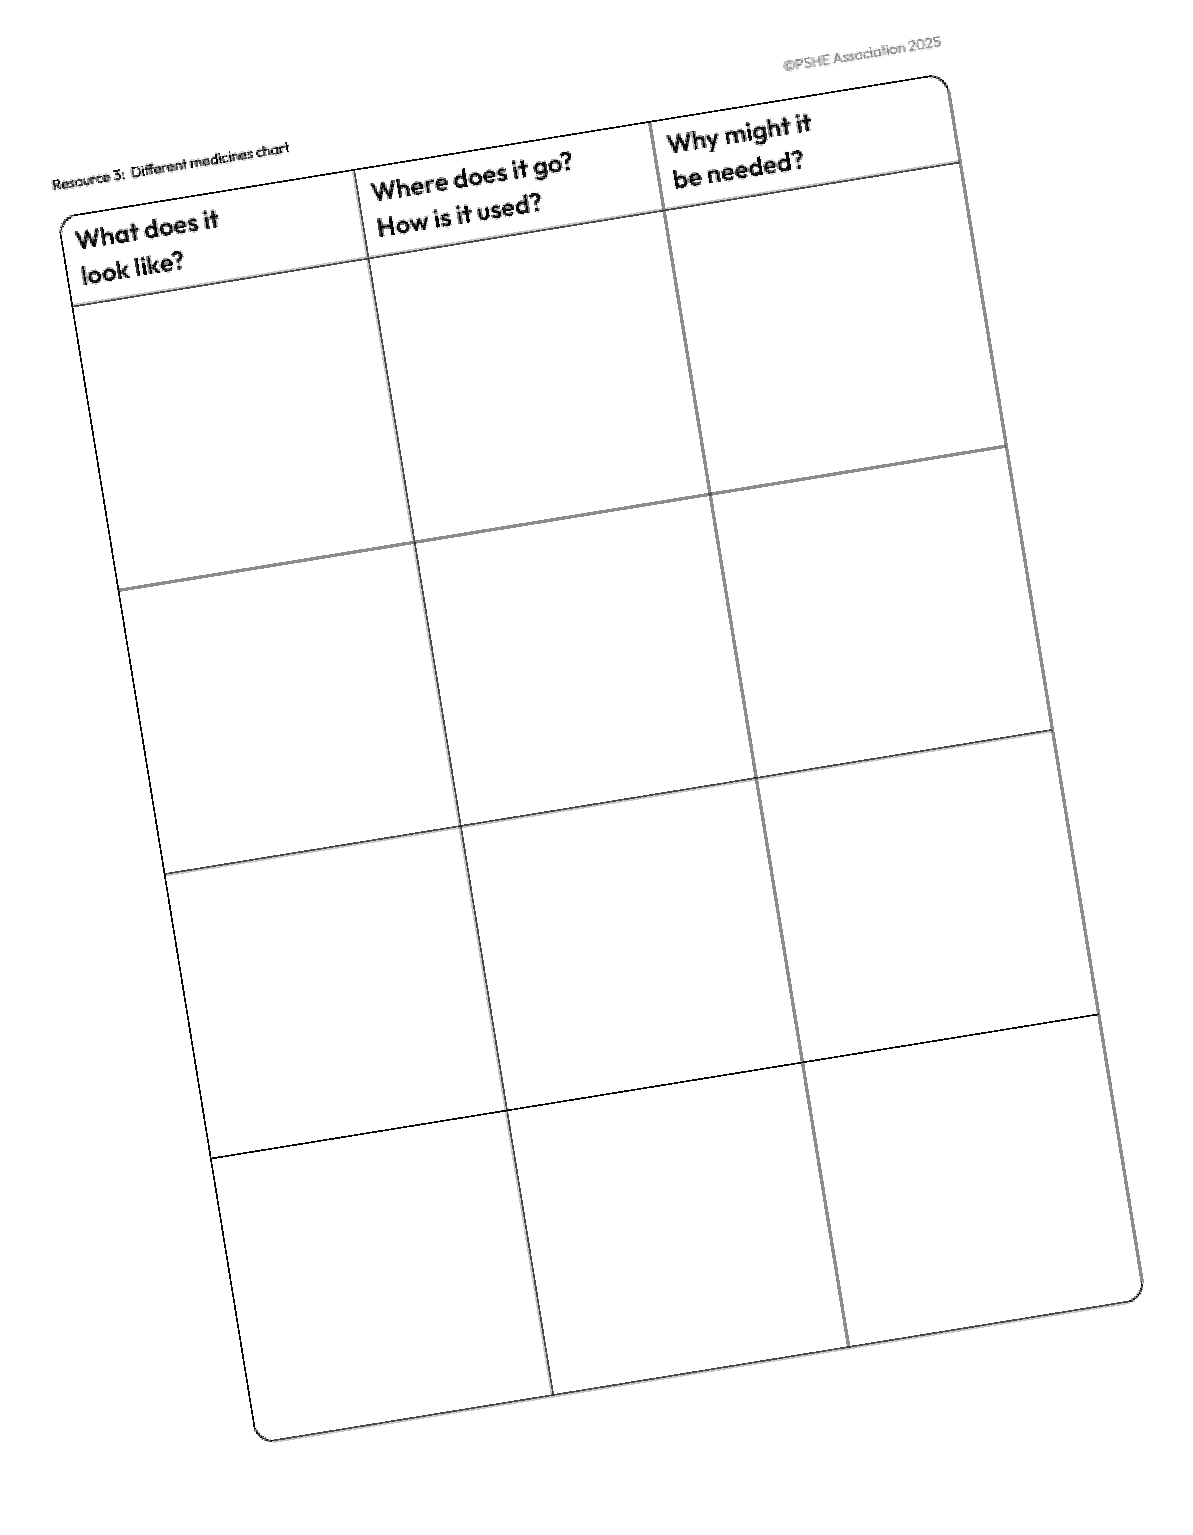 ©PSHE Association 2025
Resource 3: Different medicines chart
What does it
look like?
Where does it go?
How is it used?
Why might it
be needed?